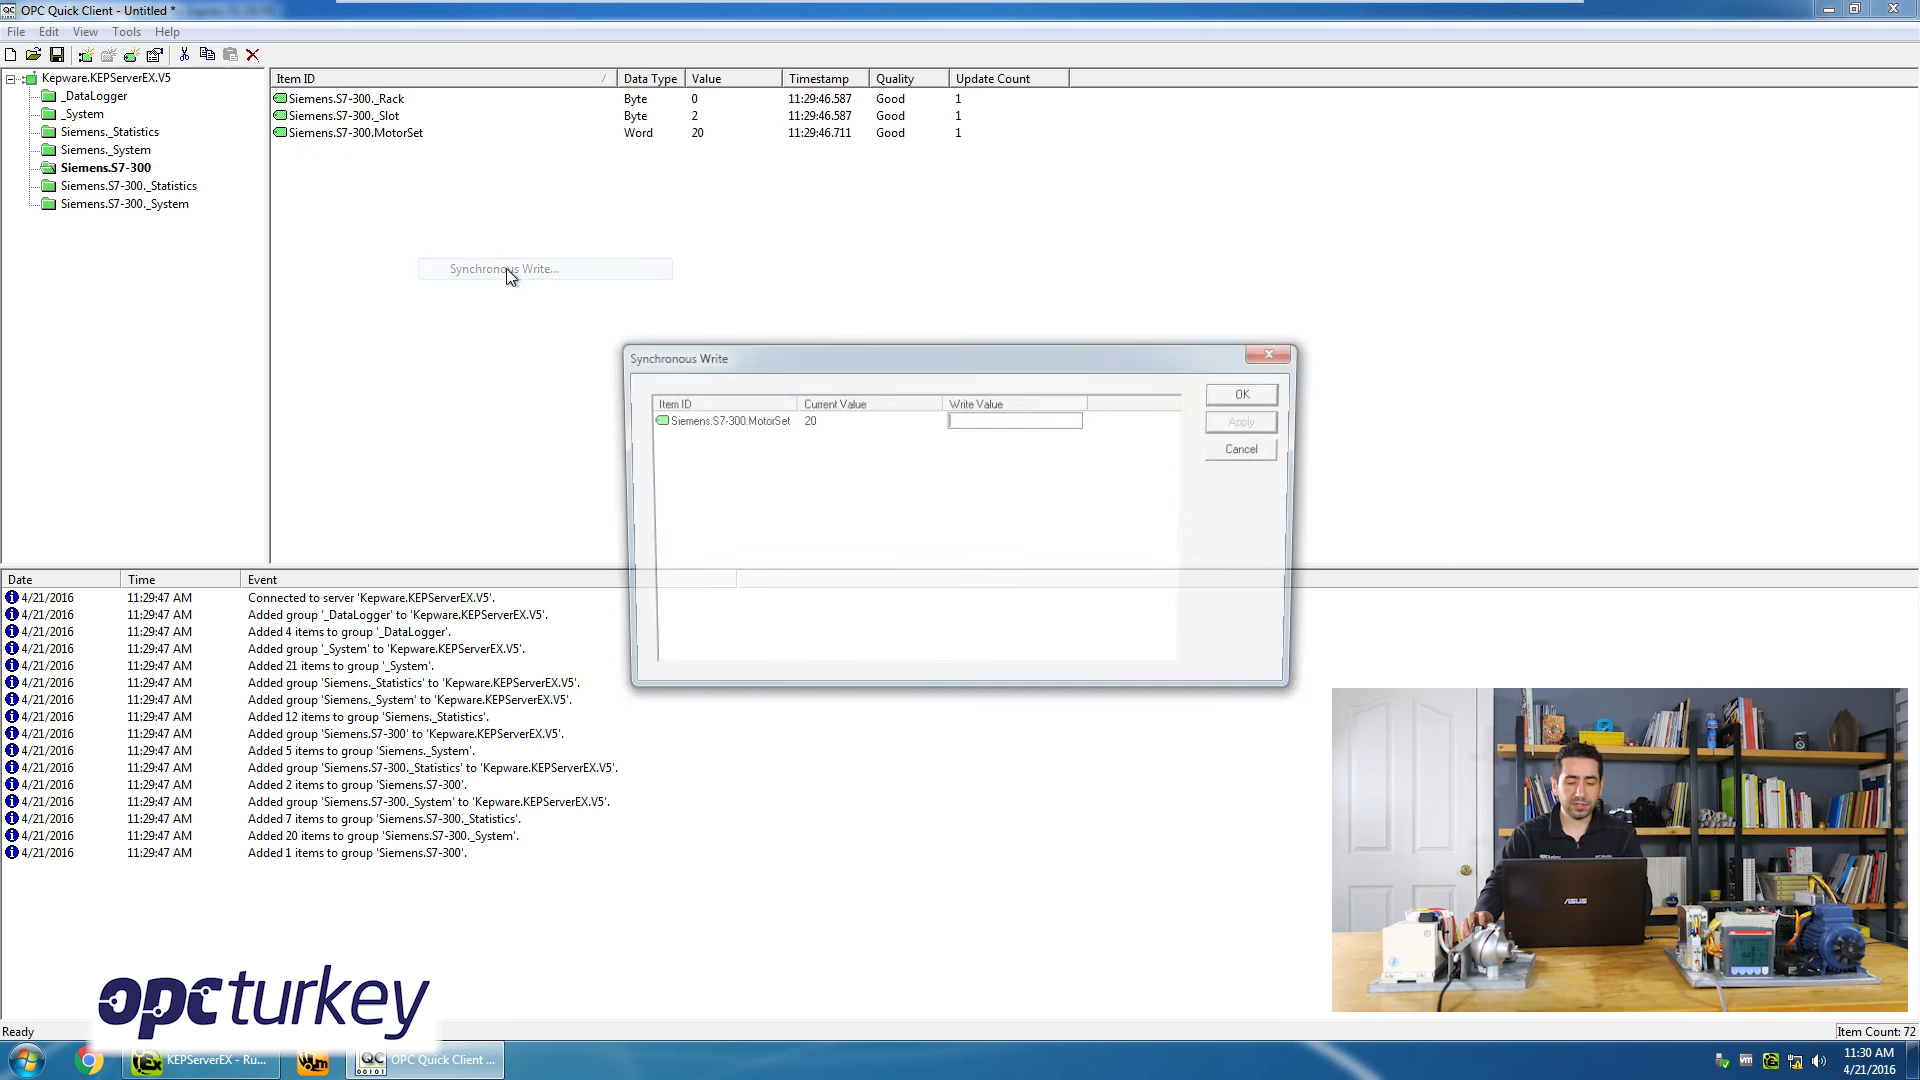 OPC Quick Client - Untitled *
File Edit View Tools Help
Kepware.KEPServerEX.V5
_DataLogger
_System
Siemens._Statistics
Siemens._System
Siemens.S7-300
Siemens.S7-300._Statistics
Siemens.S7-300._System
Item ID Data Type Value Timestamp Quality Update Count
Siemens.S7-300._Rack Byte 0 11:29:46.587 Good 1
Siemens.S7-300._Slot Byte 2 11:29:46.587 Good 1
Siemens.S7-300.MotorSet Word 20 11:29:46.711 Good 1
Synchronous Write...
Synchronous Write
Item ID Current Value Write Value
Siemens.S7-300.MotorSet 20
OK
Apply
Cancel
Date Time Event
4/21/2016 11:29:47 AM Connected to server 'Kepware.KEPServerEX.V5'.
4/21/2016 11:29:47 AM Added group '_DataLogger' to 'Kepware.KEPServerEX.V5'.
4/21/2016 11:29:47 AM Added 4 items to group '_DataLogger'.
4/21/2016 11:29:47 AM Added group '_System' to 'Kepware.KEPServerEX.V5'.
4/21/2016 11:29:47 AM Added 21 items to group '_System'.
4/21/2016 11:29:47 AM Added group 'Siemens._Statistics' to 'Kepware.KEPServerEX.V5'.
4/21/2016 11:29:47 AM Added group 'Siemens._System' to 'Kepware.KEPServerEX.V5'.
4/21/2016 11:29:47 AM Added 12 items to group 'Siemens._Statistics'.
4/21/2016 11:29:47 AM Added group 'Siemens.S7-300' to 'Kepware.KEPServerEX.V5'.
4/21/2016 11:29:47 AM Added 5 items to group 'Siemens._System'.
4/21/2016 11:29:47 AM Added group 'Siemens.S7-300._Statistics' to 'Kepware.KEPServerEX.V5'.
4/21/2016 11:29:47 AM Added 2 items to group 'Siemens.S7-300'.
4/21/2016 11:29:47 AM Added group 'Siemens.S7-300._System' to 'Kepware.KEPServerEX.V5'.
4/21/2016 11:29:47 AM Added 7 items to group 'Siemens.S7-300._Statistics'.
4/21/2016 11:29:47 AM Added 20 items to group 'Siemens.S7-300._System'.
4/21/2016 11:29:47 AM Added 1 items to group 'Siemens.S7-300'.
ASUS
opcturkey
Ready
Item Count: 72
KEPServerEX - Ru...
OPC Quick Client ...
11:30 AM
4/21/2016